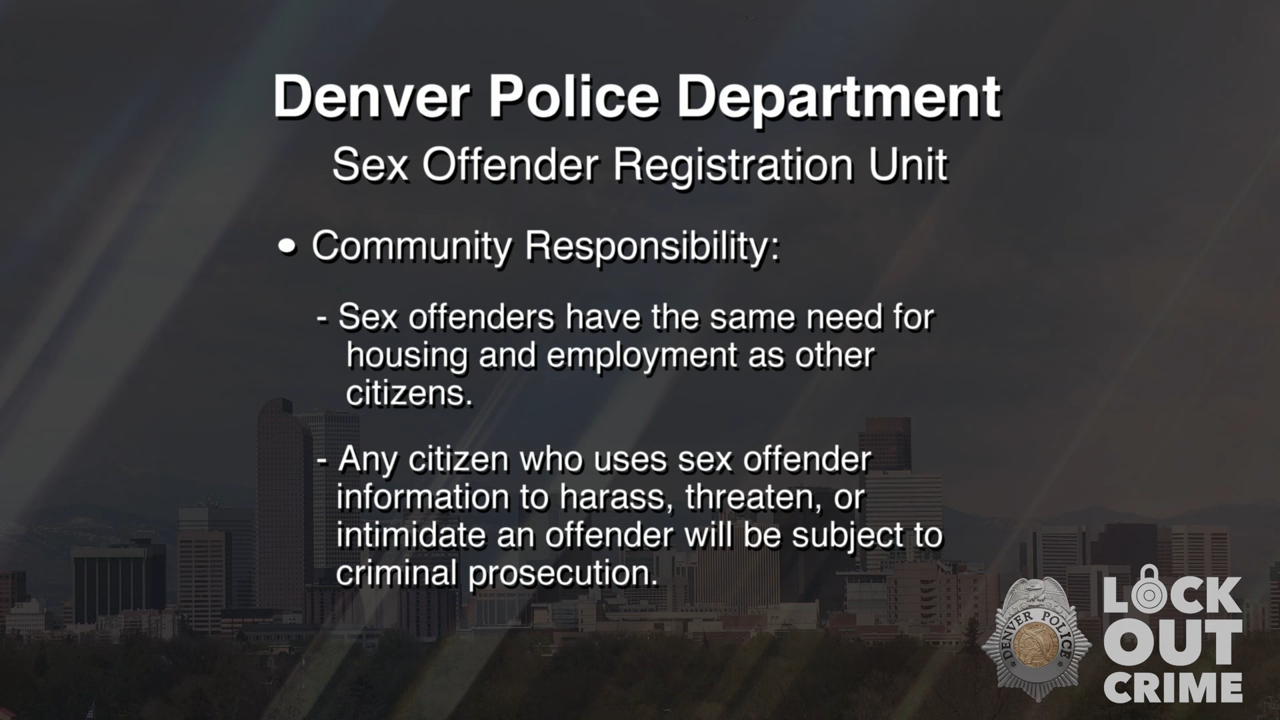 Denver Police Department
Sex Offender Registration Unit
• Community Responsibility:
- Sex offenders have the same need for
housing and employment as other
citizens.
- Any citizen who uses sex offender
information to harass, threaten, or
intimidate an offender will be subject to
criminal prosecution.
DENVER POLICE
LOCK
OUT
CRIME